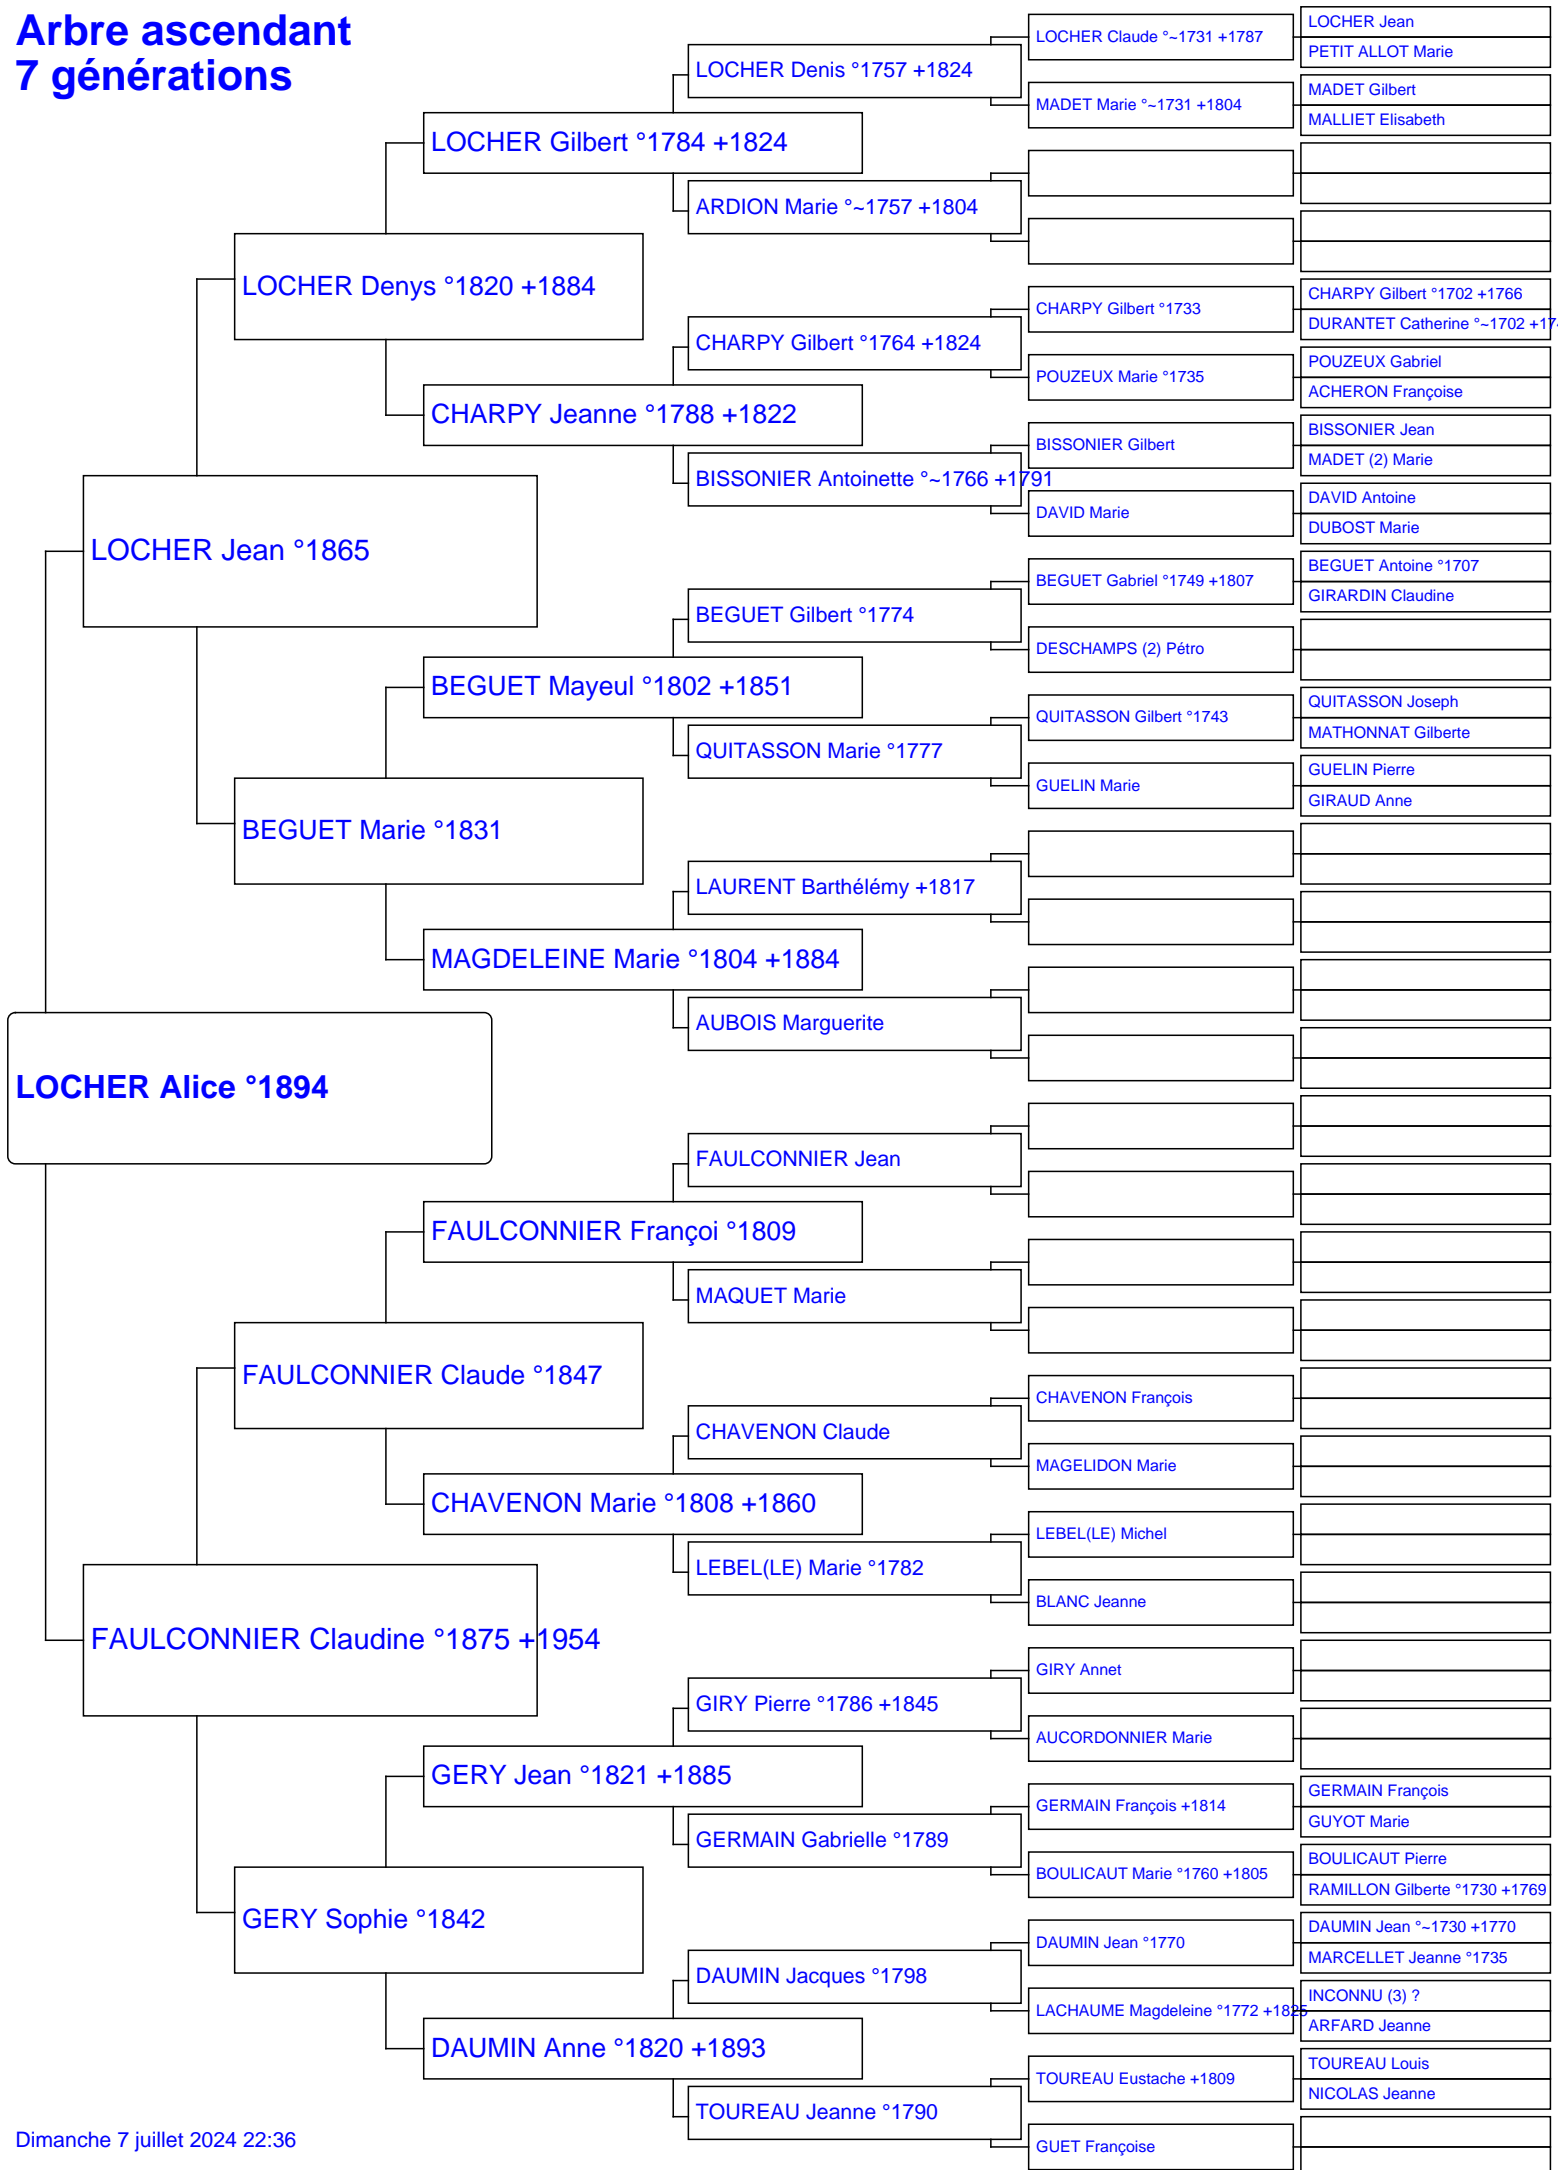 Arbre ascendant
7 générations
LOCHER Alice °1894
LOCHER Jean °1865
FAULCONNIER Claudine °1875 +1954
LOCHER Denys °1820 +1884
BEGUET Marie °1831
FAULCONNIER Claude °1847
GERY Sophie °1842
LOCHER Gilbert °1784 +1824
CHARPY Jeanne °1788 +1822
BEGUET Mayeul °1802 +1851
MAGDELEINE Marie °1804 +1884
FAULCONNIER Françoi °1809
CHAVENON Marie °1808 +1860
GERY Jean °1821 +1885
DAUMIN Anne °1820 +1893
LOCHER Denis °1757 +1824
ARDION Marie °~1757 +1804
CHARPY Gilbert °1764 +1824
BISSONIER Antoinette °~1766 +1791
BEGUET Gilbert °1774
QUITASSON Marie °1777
LAURENT Barthélémy +1817
AUBOIS Marguerite
FAULCONNIER Jean
MAQUET Marie
CHAVENON Claude
LEBEL(LE) Marie °1782
GIRY Pierre °1786 +1845
GERMAIN Gabrielle °1789
DAUMIN Jacques °1798
TOUREAU Jeanne °1790
LOCHER Claude °~1731 +1787
MADET Marie °~1731 +1804
CHARPY Gilbert °1733
POUZEUX Marie °1735
BISSONIER Gilbert
DAVID Marie
BEGUET Gabriel °1749 +1807
DESCHAMPS (2) Pétro
QUITASSON Gilbert °1743
GUELIN Marie
CHAVENON François
MAGELIDON Marie
LEBEL(LE) Michel
BLANC Jeanne
GIRY Annet
AUCORDONNIER Marie
GERMAIN François +1814
BOULICAUT Marie °1760 +1805
DAUMIN Jean °1770
LACHAUME Magdeleine °1772 +1825
TOUREAU Eustache +1809
GUET Françoise
LOCHER Jean
PETIT ALLOT Marie
MADET Gilbert
MALLIET Elisabeth
CHARPY Gilbert °1702 +1766
DURANTET Catherine °~1702
POUZEUX Gabriel
ACHERON Françoise
BISSONIER Jean
MADET (2) Marie
DAVID Antoine
DUBOST Marie
BEGUET Antoine °1707
GIRARDIN Claudine
QUITASSON Joseph
MATHONNAT Gilberte
GUELIN Pierre
GIRAUD Anne
GERMAIN François
GUYOT Marie
BOULICAUT Pierre
RAMILLON Gilberte °1730 +1769
DAUMIN Jean °~1730 +1770
MARCELLET Jeanne °1735
INCONNU (3) ?
ARFARD Jeanne
TOUREAU Louis
NICOLAS Jeanne
Dimanche 7 juillet 2024 22:36